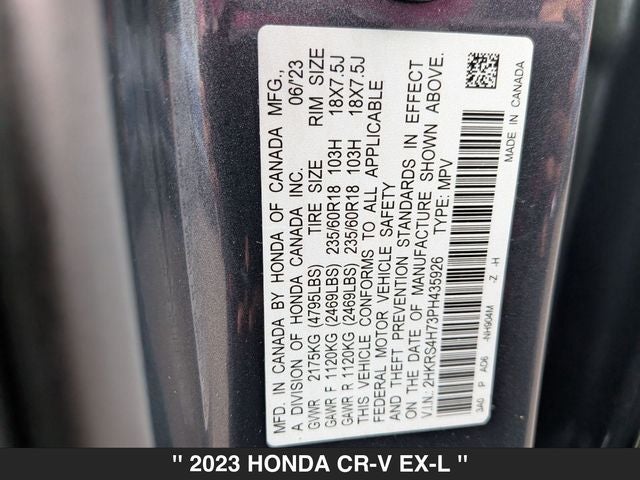 MFD. IN CANADA BY HONDA OF CANADA MFG.,
A DIVISION OF HONDA CANADA INC. 06/'23
GVWR 2175KG (4795LBS) TIRE SIZE RIM SIZE
GAWR F 1120KG (2469LBS) 235/60R18 103H 18X7.5J
GAWR R 1120KG (2469LBS) 235/60R18 103H 18X7.5J
THIS VEHICLE CONFORMS TO ALL APPLICABLE
FEDERAL MOTOR VEHICLE SAFETY
AND THEFT PREVENTION STANDARDS IN EFFECT
ON THE DATE OF MANUFACTURE SHOWN ABOVE.
V.I.N: 2HKRS4H73PH435926 TYPE: MPV
3A0 P AD6 -NH904M -Z -H
MADE IN CANADA
" 2023 HONDA CR-V EX-L "